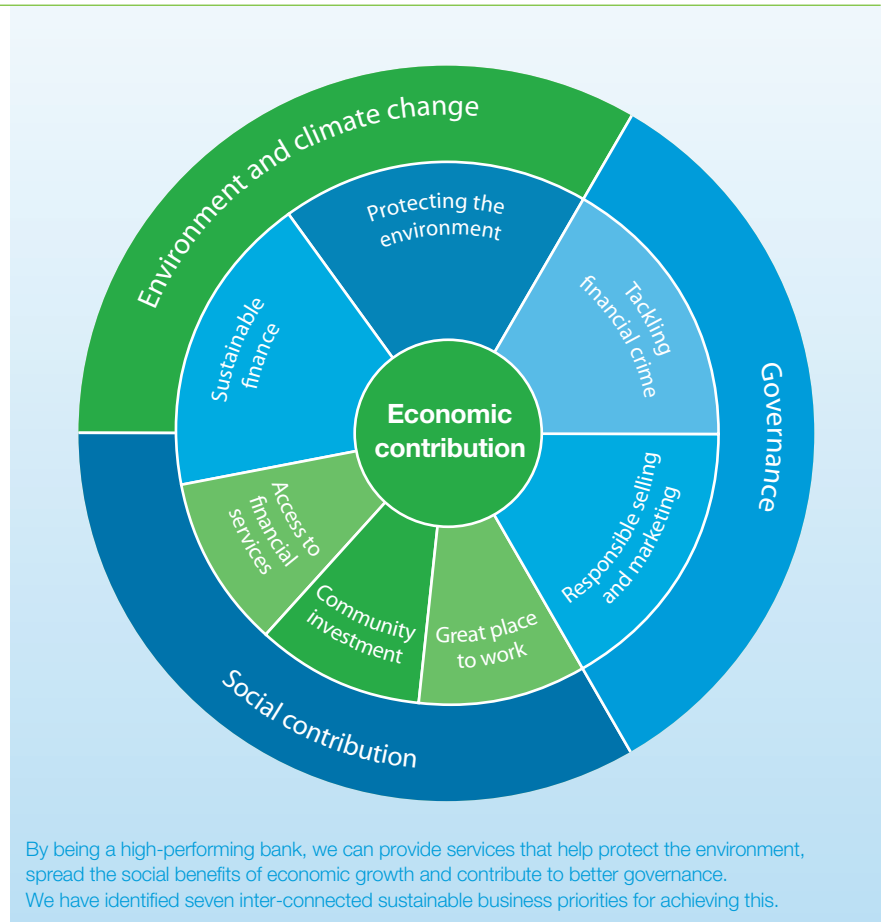 Environment and climate change
Protecting the
environment
Tackling
financial crime
Sustainable
finance
Governance
Economic
contribution
Responsible selling
and marketing
Access to
financial
services
Community
investment
Great place
to work
Social contribution
By being a high-performing bank, we can provide services that help protect the environment,
spread the social benefits of economic growth and contribute to better governance.
We have identified seven inter-connected sustainable business priorities for achieving this.